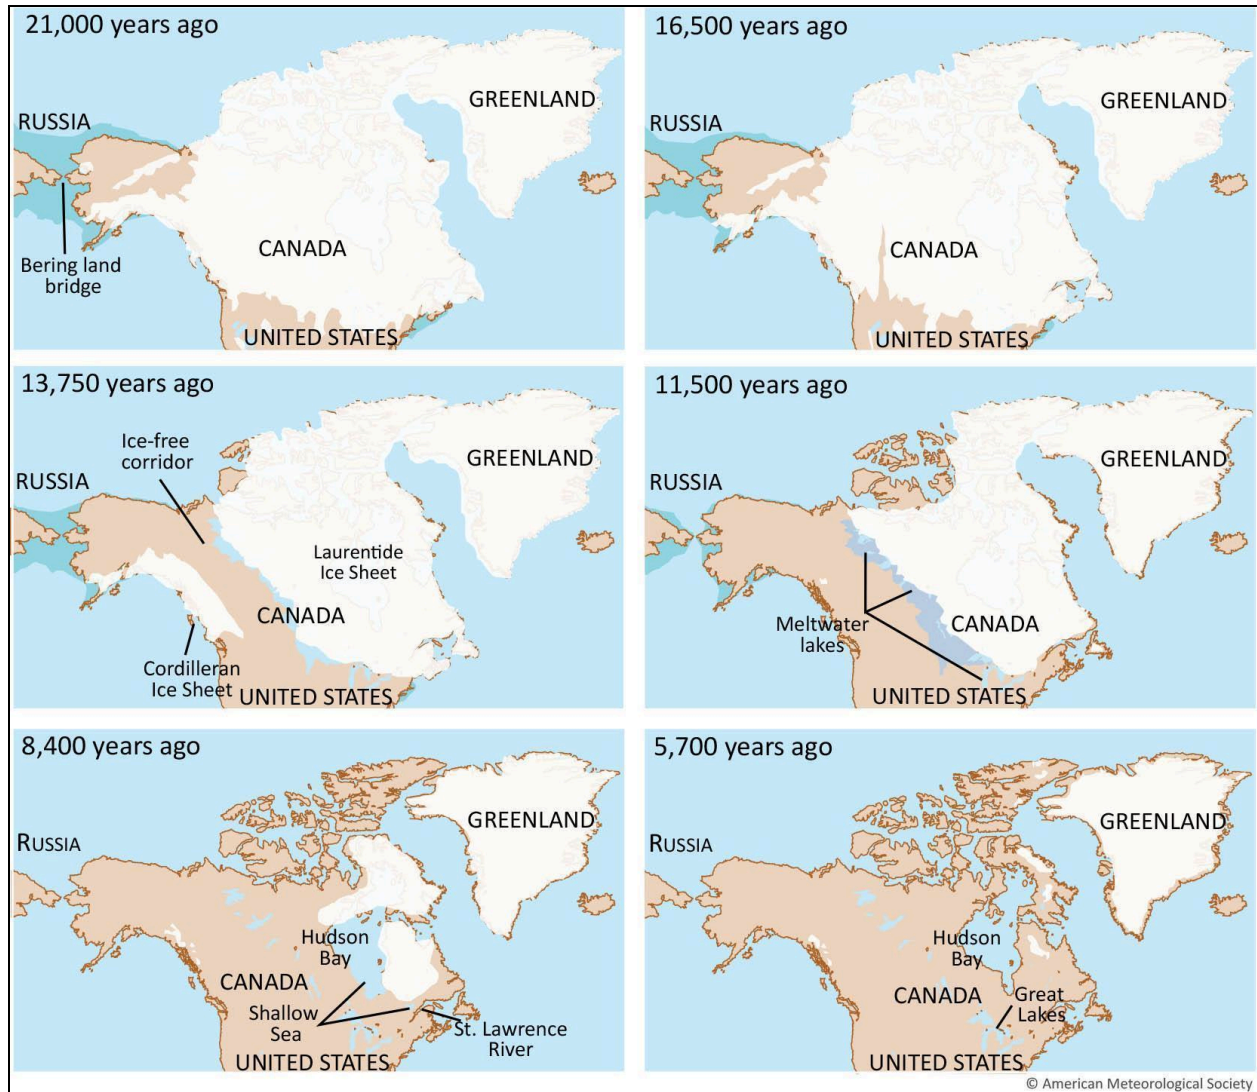 21,000 years ago
GREENLAND
RUSSIA
CANADA
Bering land
bridge
UNITED STATES
16,500 years ago
GREENLAND
RUSSIA
CANADA
UNITED STATES
13,750 years ago
Ice-free
corridor
GREENLAND
RUSSIA
Laurentide
Ice Sheet
CANADA
Cordilleran
Ice Sheet
UNITED STATES
11,500 years ago
GREENLAND
RUSSIA
Meltwater
lakes
CANADA
UNITED STATES
8,400 years ago
GREENLAND
RUSSIA
Hudson
Bay
CANADA
Shallow
Sea
St. Lawrence
River
UNITED STATES
5,700 years ago
GREENLAND
RUSSIA
Hudson
Bay
CANADA
Great
Lakes
UNITED STATES
© American Meteorological Society